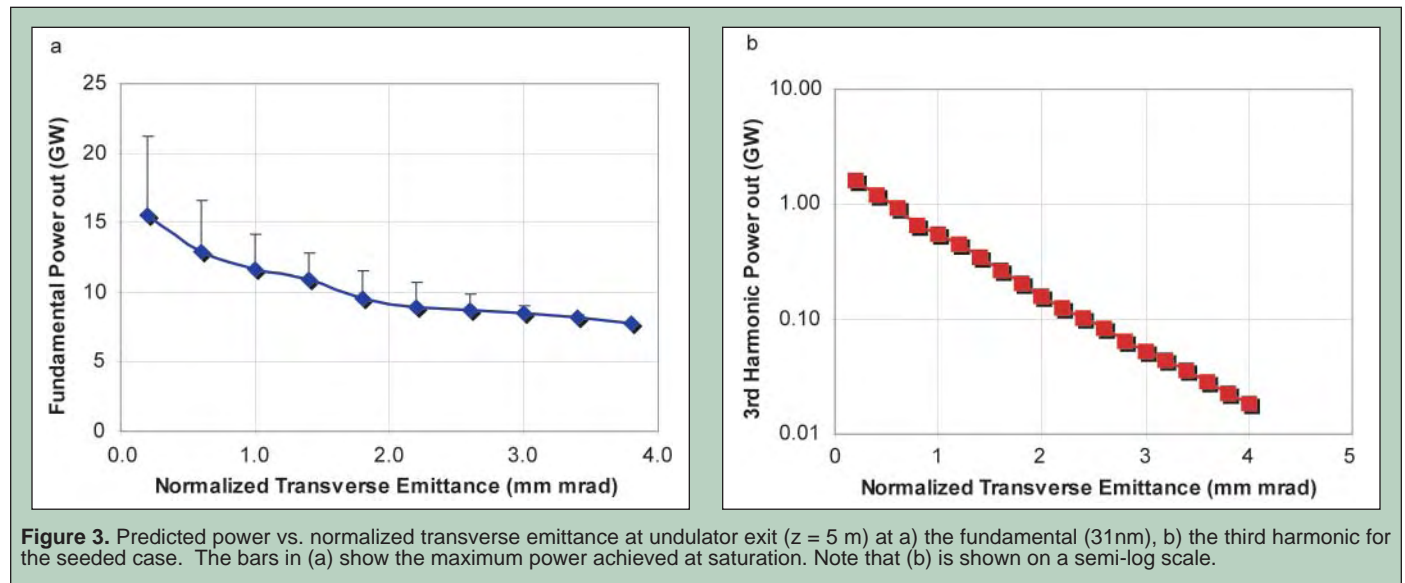 a
25
20
15
10
5
0
Fundamental Power out (GW)
0.0 1.0 2.0 3.0 4.0
Normalized Transverse Emittance (mm mrad)
b
10.00
1.00
0.10
0.01
3rd Harmonic Power out (GW)
0 1 2 3 4 5
Normalized Transverse Emittance (mm mrad)
Figure 3. Predicted power vs. normalized transverse emittance at undulator exit (z = 5 m) at a) the fundamental (31nm), b) the third harmonic for
the seeded case. The bars in (a) show the maximum power achieved at saturation. Note that (b) is shown on a semi-log scale.